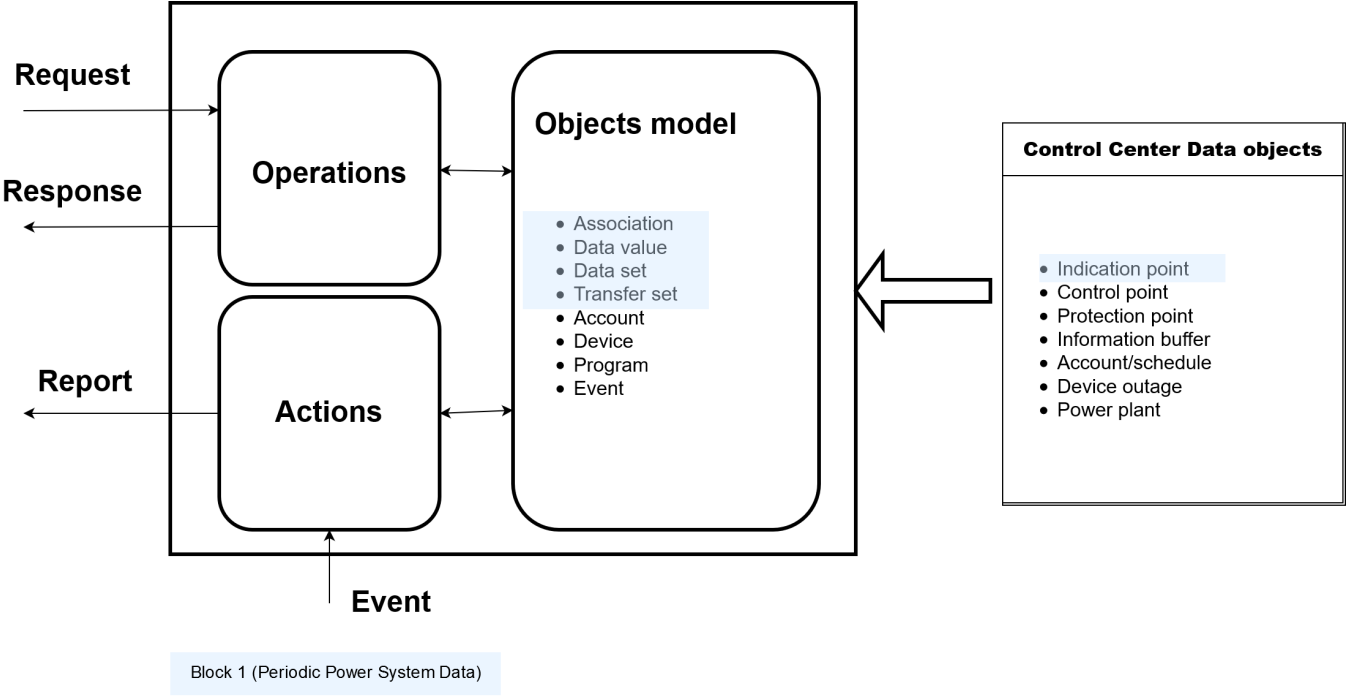 Request
Response
Report
Operations
Actions
Event
Objects model
• Association
• Data value
• Data set
• Transfer set
• Account
• Device
• Program
• Event
Control Center Data objects
• Indication point
• Control point
• Protection point
• Information buffer
• Account/schedule
• Device outage
• Power plant
Block 1 (Periodic Power System Data)